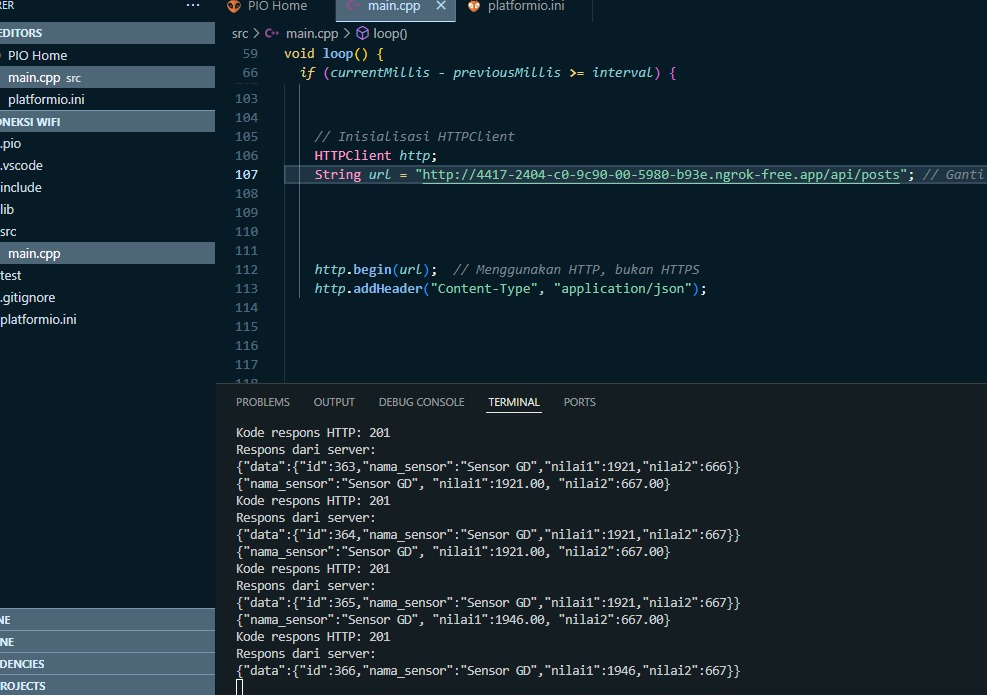 RER ···
EDITORS
PIO Home
main.cpp src
platformio.ini
ONEKSI WIFI
.pio
.vscode
include
lib
src
main.cpp
test
.gitignore
platformio.ini
NE
NE
DENCIES
ROJECTS
PIO Home main.cpp × platformio.ini
src > main.cpp > loop()
59 void loop() {
66 if (currentMillis - previousMillis >= interval) {
103
104
105 // Inisialisasi HTTPClient
106 HTTPClient http;
107 String url = "http://4417-2404-c0-9c90-00-5980-b93e.ngrok-free.app/api/posts"; // Ganti
108
109
110
111
112 http.begin(url); // Menggunakan HTTP, bukan HTTPS
113 http.addHeader("Content-Type", "application/json");
114
115
116
117
118
PROBLEMS OUTPUT DEBUG CONSOLE TERMINAL PORTS
Kode respons HTTP: 201
Respons dari server:
{"data":{"id":363,"nama_sensor":"Sensor GD","nilai1":1921,"nilai2":666}}
{"nama_sensor":"Sensor GD", "nilai1":1921.00, "nilai2":667.00}
Kode respons HTTP: 201
Respons dari server:
{"data":{"id":364,"nama_sensor":"Sensor GD","nilai1":1921,"nilai2":667}}
{"nama_sensor":"Sensor GD", "nilai1":1921.00, "nilai2":667.00}
Kode respons HTTP: 201
Respons dari server:
{"data":{"id":365,"nama_sensor":"Sensor GD","nilai1":1921,"nilai2":667}}
{"nama_sensor":"Sensor GD", "nilai1":1946.00, "nilai2":667.00}
Kode respons HTTP: 201
Respons dari server:
{"data":{"id":366,"nama_sensor":"Sensor GD","nilai1":1946,"nilai2":667}}